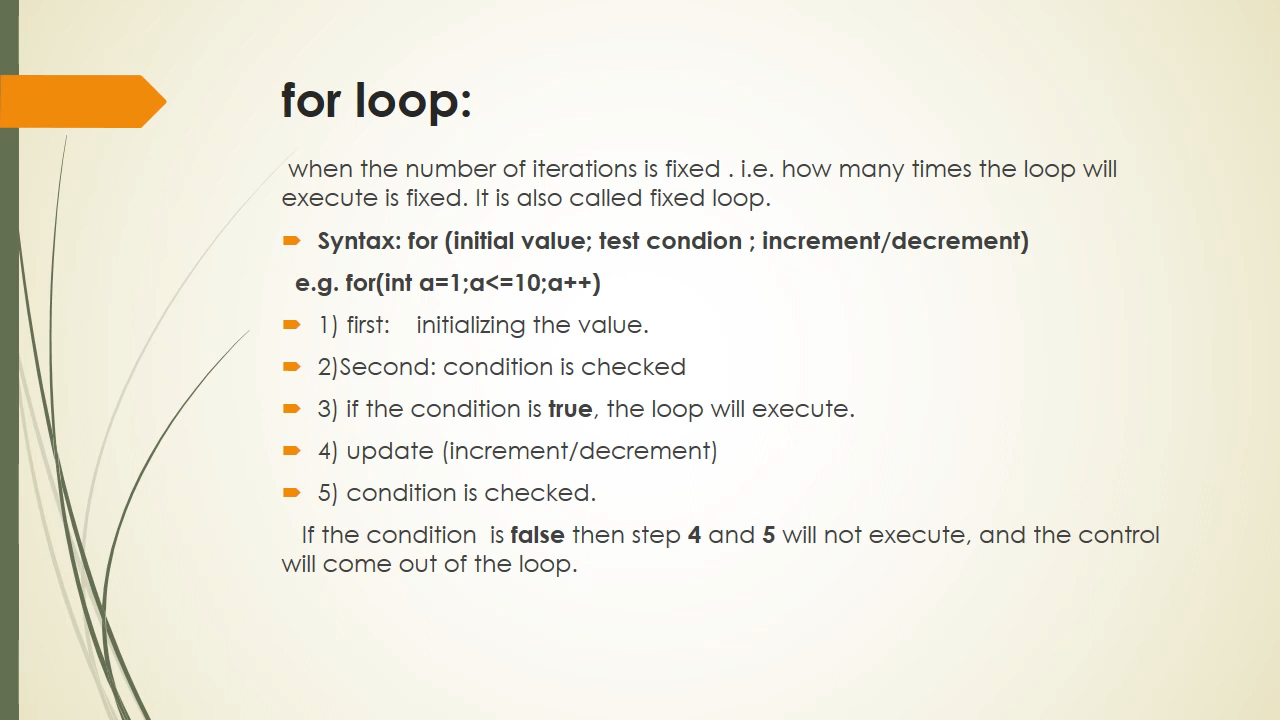 for loop:
when the number of iterations is fixed . i.e. how many times the loop will
execute is fixed. It is also called fixed loop.
Syntax: for (initial value; test condion ; increment/decrement)
e.g. for(int a=1;a<=10;a++)
1) first:    initializing the value.
2)Second: condition is checked
3) if the condition is true, the loop will execute.
4) update (increment/decrement)
5) condition is checked.
If the condition  is false then step 4 and 5 will not execute, and the control
will come out of the loop.